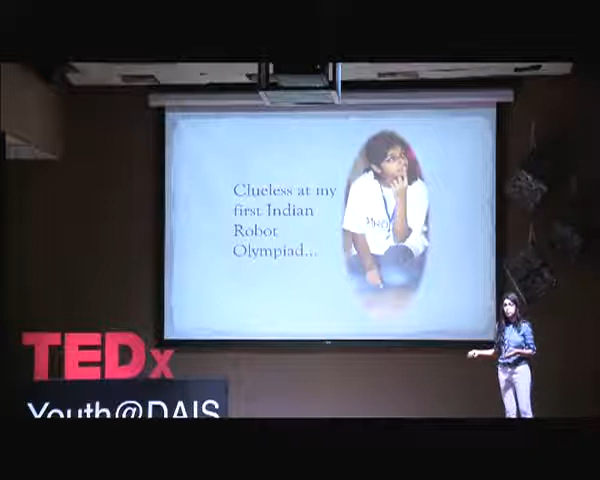 Clueless at my
first Indian
Robot
Olympiad...
TEDx
Youth@DAIS